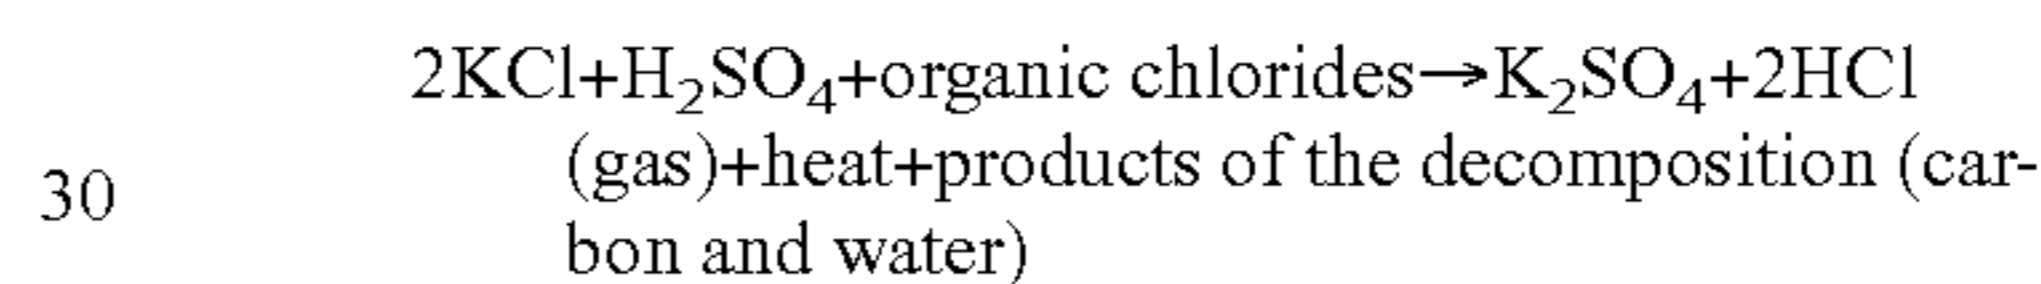 2KCl+H₂SO₄+organic chlorides→K₂SO₄+2HCl
(gas)+heat+products of the decomposition (car-
30
bon and water)